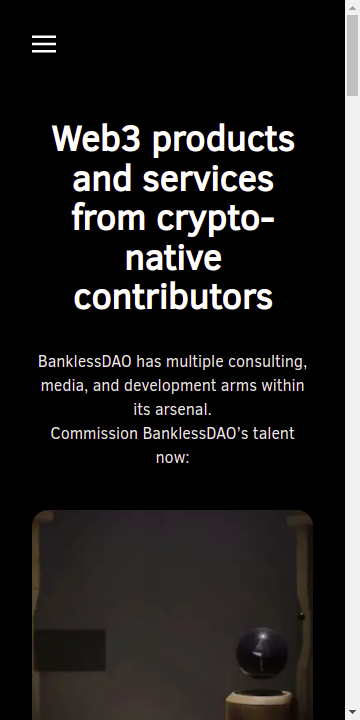 Web3 products
and services
from crypto-
native
contributors
BanklessDAO has multiple consulting,
media, and development arms within
its arsenal.
Commission BanklessDAO's talent
now: